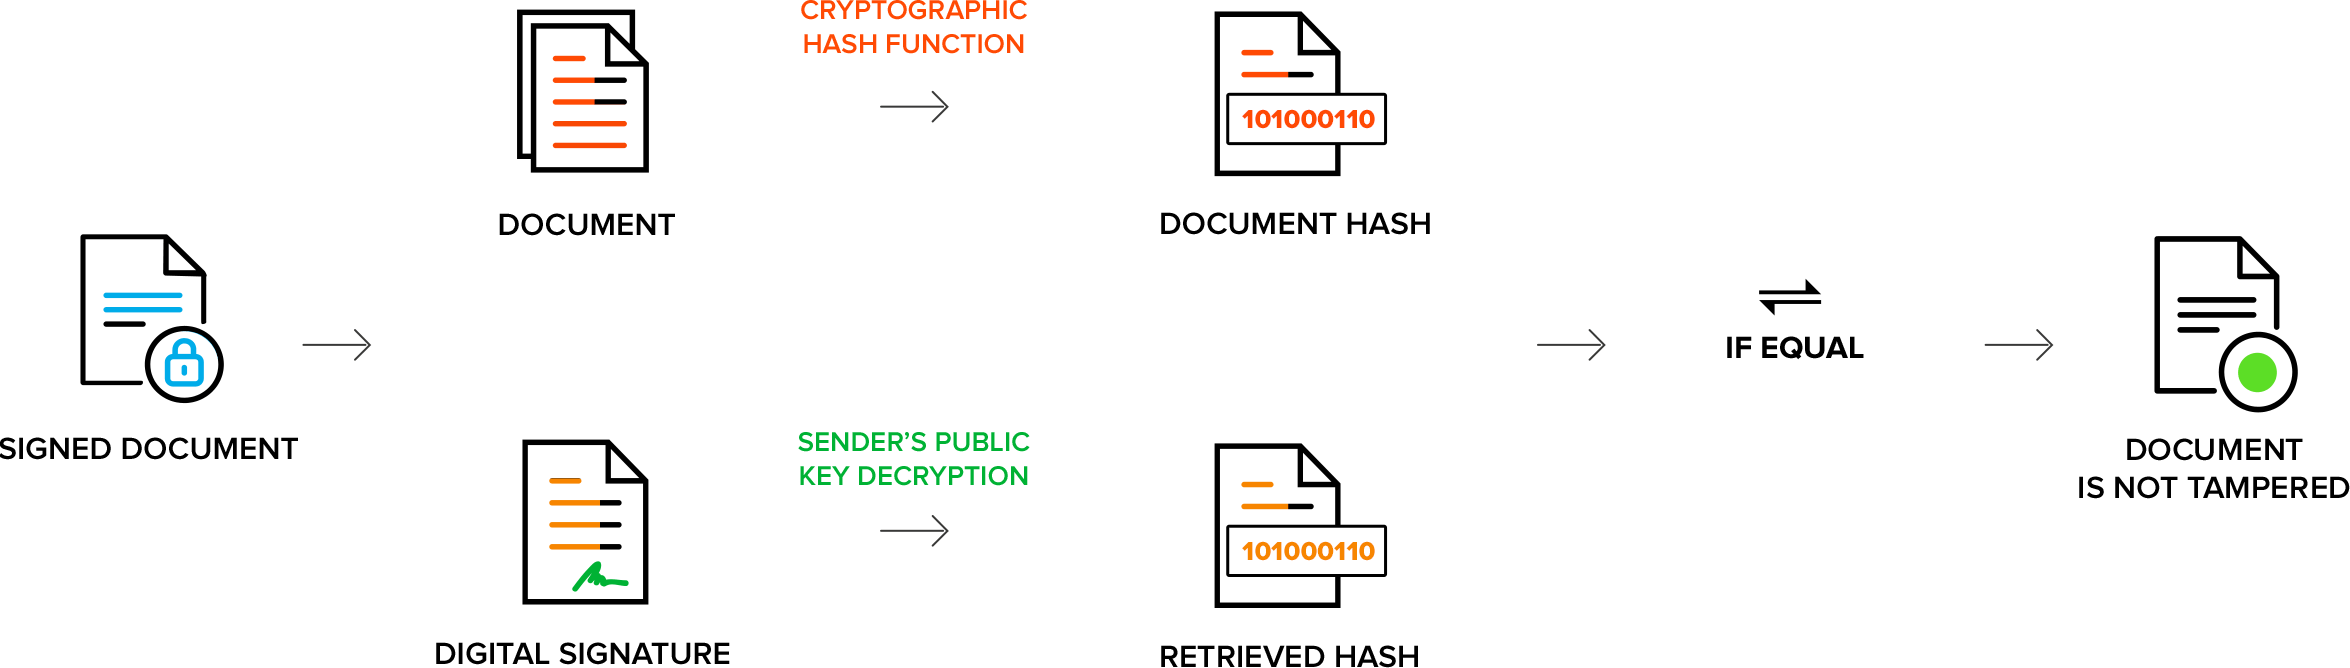 SIGNED DOCUMENT
DOCUMENT
CRYPTOGRAPHIC
HASH FUNCTION
101000110
DOCUMENT HASH
DIGITAL SIGNATURE
SENDER’S PUBLIC
KEY DECRYPTION
101000110
RETRIEVED HASH
IF EQUAL
DOCUMENT
IS NOT TAMPERED